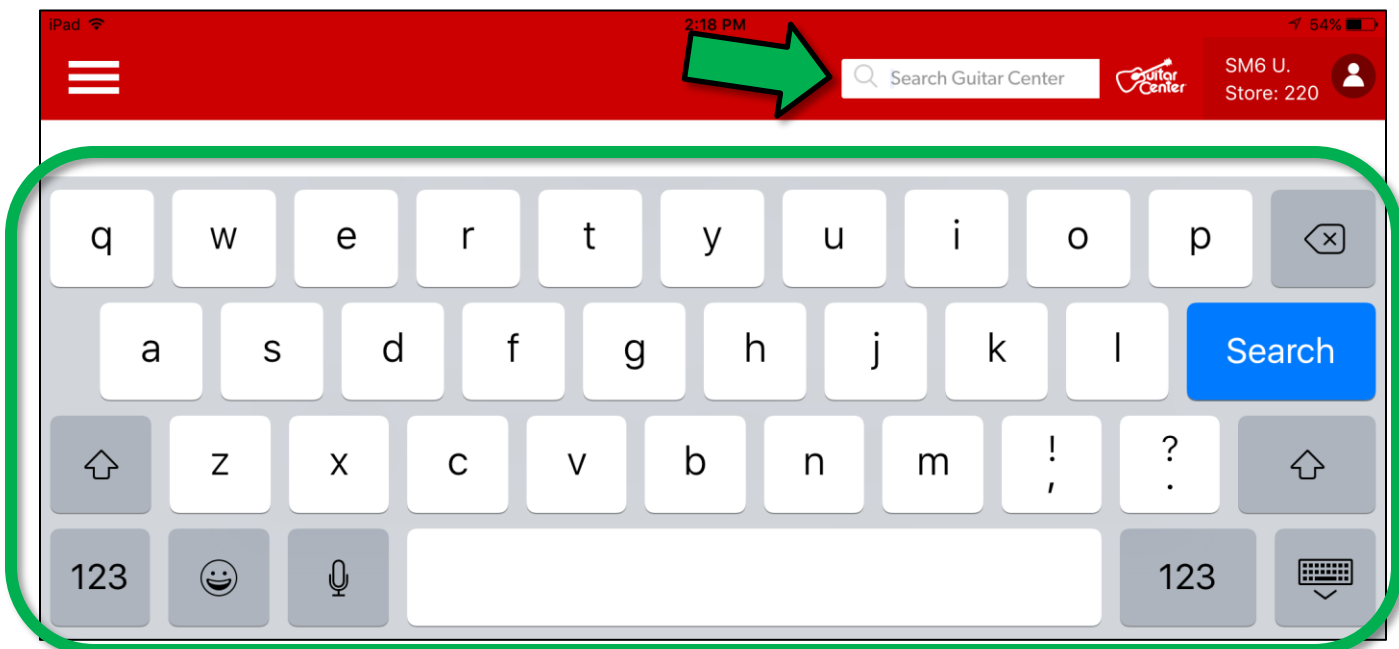 iPad 2:18 PM 54%
Search Guitar Center
Guitar Center
SM6 U.
Store: 220
q w e r t y u i o p
a s d f g h j k l Search
z x c v b n m ! , ? .
123 123